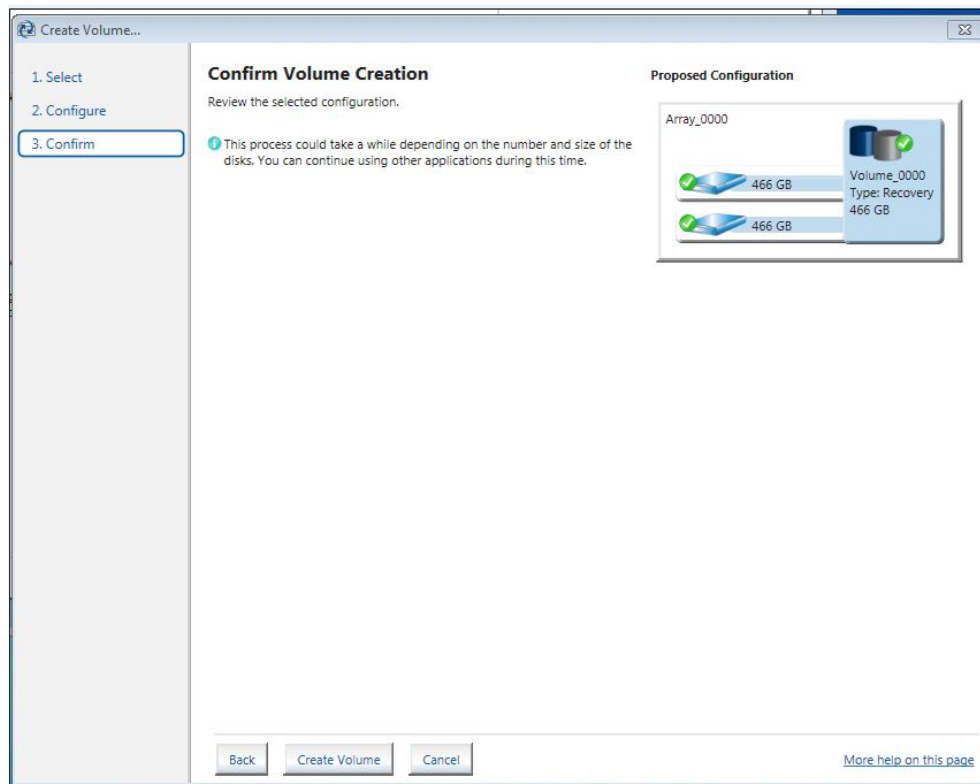 Create Volume...
1. Select
2. Configure
3. Confirm
Confirm Volume Creation
Review the selected configuration.
This process could take a while depending on the number and size of the
disks. You can continue using other applications during this time.
Proposed Configuration
Array_0000
466 GB
466 GB
Volume_0000
Type: Recovery
466 GB
Back
Create Volume
Cancel
More help on this page